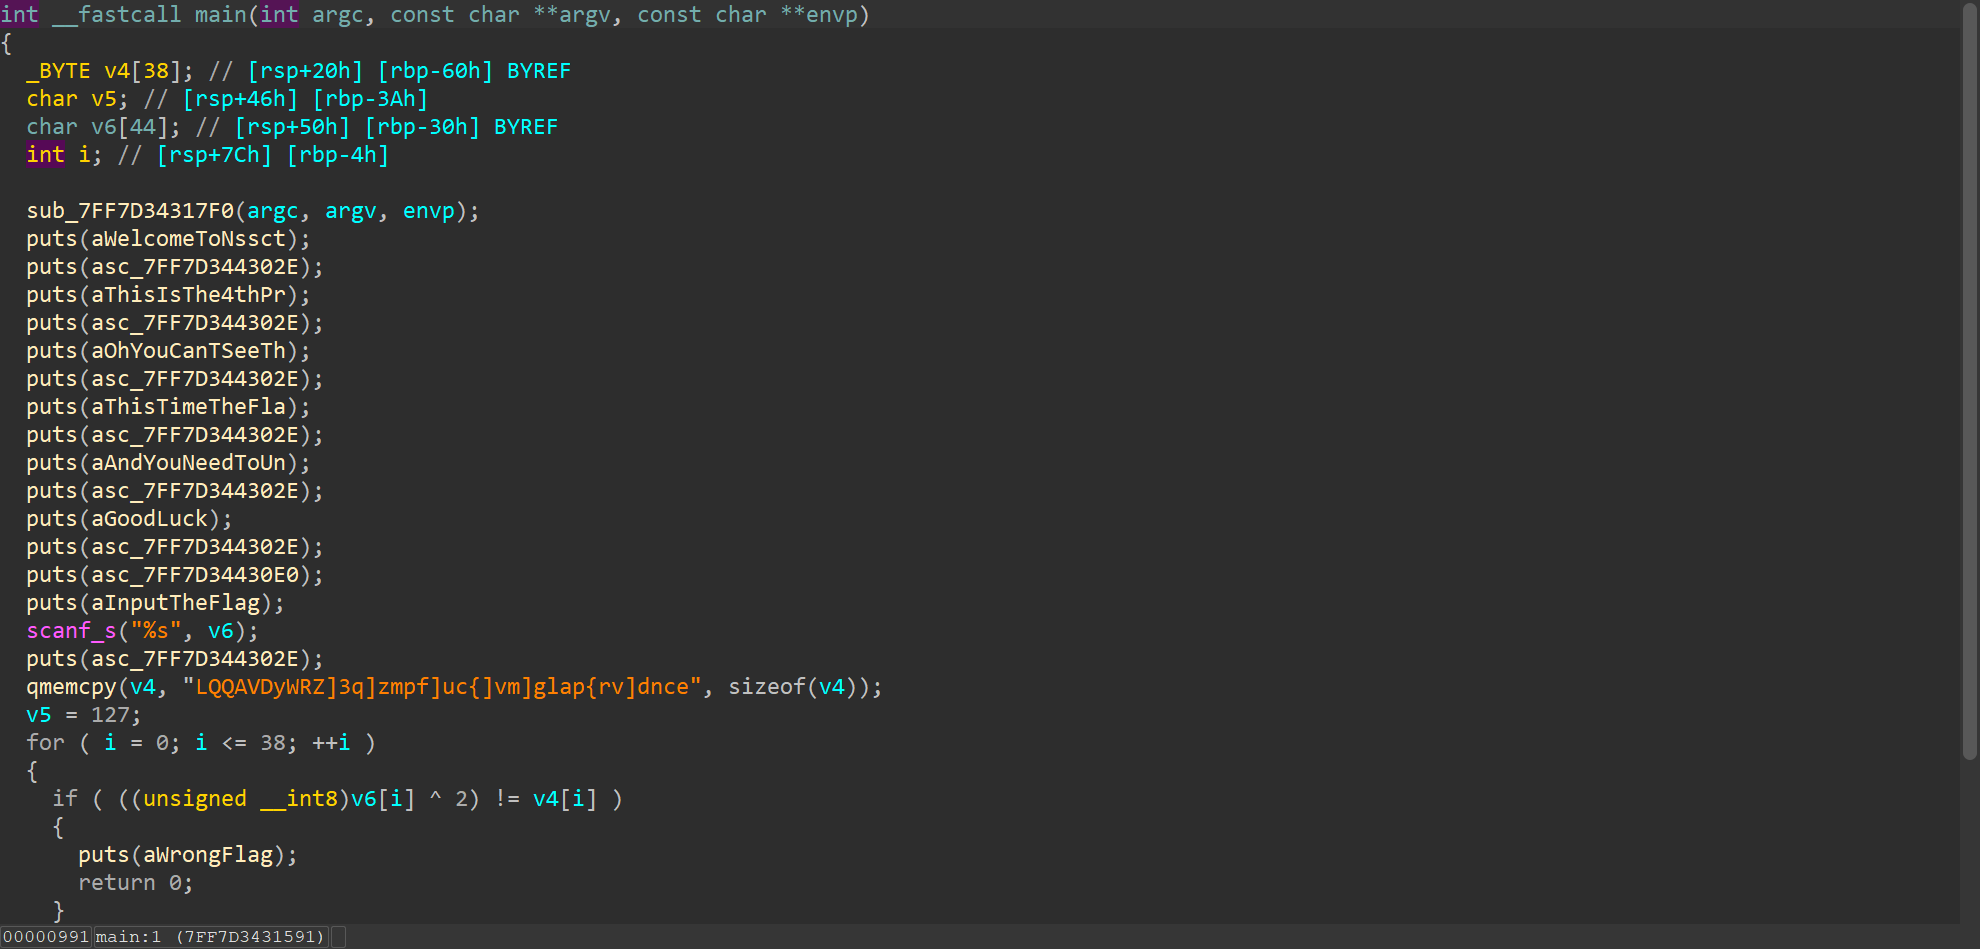 int __fastcall main(int argc, const char **argv, const char **envp)
{
  _BYTE v4[38]; // [rsp+20h] [rbp-60h] BYREF
  char v5; // [rsp+46h] [rbp-3Ah]
  char v6[44]; // [rsp+50h] [rbp-30h] BYREF
  int i; // [rsp+7Ch] [rbp-4h]

  sub_7FF7D34317F0(argc, argv, envp);
  puts(aWelcomeToNssct);
  puts(asc_7FF7D344302E);
  puts(aThisIsThe4thPr);
  puts(asc_7FF7D344302E);
  puts(aOhYouCanTSeeTh);
  puts(asc_7FF7D344302E);
  puts(aThisTimeTheFla);
  puts(asc_7FF7D344302E);
  puts(aAndYouNeedToUn);
  puts(asc_7FF7D344302E);
  puts(aGoodLuck);
  puts(asc_7FF7D344302E);
  puts(asc_7FF7D34430E0);
  puts(aInputTheFlag);
  scanf_s("%s", v6);
  puts(asc_7FF7D344302E);
  qmemcpy(v4, "LQQAVDyWRZ]3q]zmpf]uc{]vm]glap{rv]dnce", sizeof(v4));
  v5 = 127;
  for ( i = 0; i <= 38; ++i )
  {
    if ( ((unsigned __int8)v6[i] ^ 2) != v4[i] )
    {
      puts(aWrongFlag);
      return 0;
    }
00000991 main:1 (7FF7D3431591)